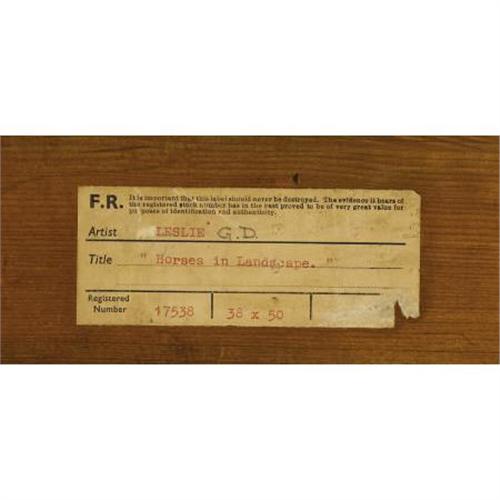 F.R. It is important that this label should never be destroyed. The evidence it bears of
the registered stock number has in the past proved to be of very great value for
purposes of identification and authenticity.
Artist LESLIE G.D.
Title " Horses in Landscape. "
Registered
Number 17538 38 x 50